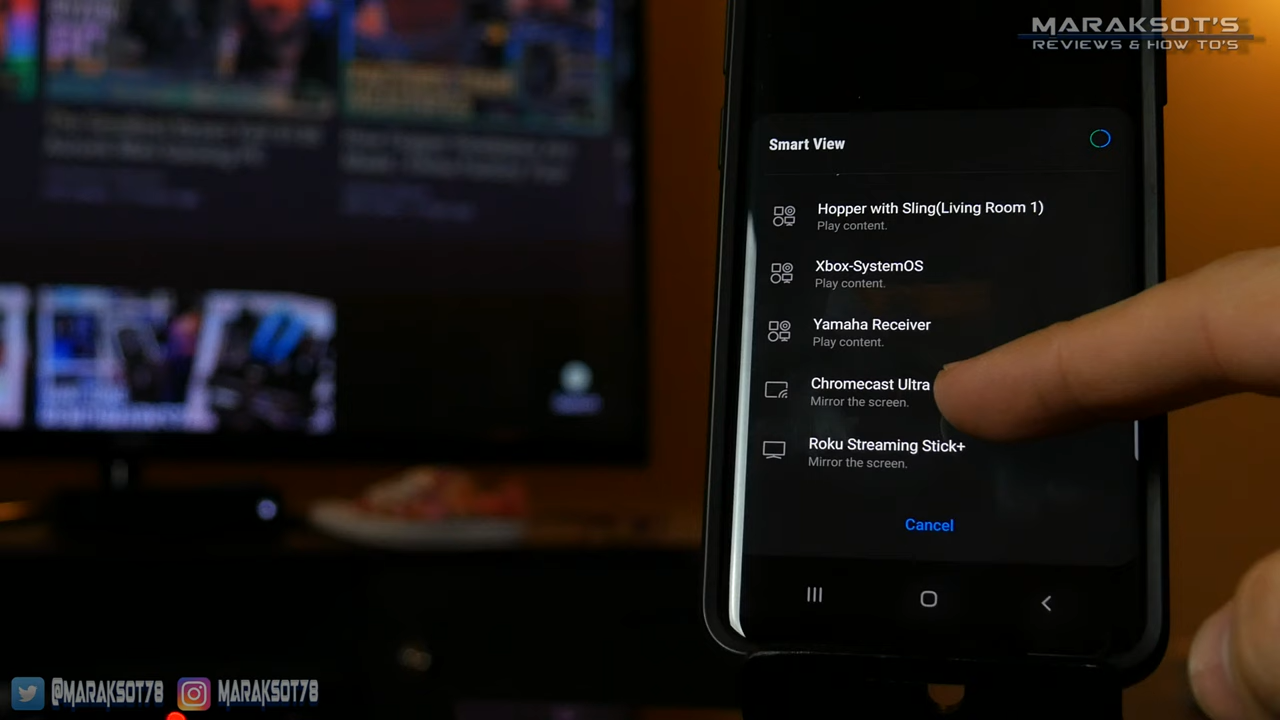 MARAKSOT'S
REVIEWS & HOW TO'S
Smart View
Hopper with Sling(Living Room 1)
Play content.
Xbox-SystemOS
Play content.
Yamaha Receiver
Play content.
Chromecast Ultra
Mirror the screen.
Roku Streaming Stick+
Mirror the screen.
Cancel
@MARAKSOT78
MARAKSOT78